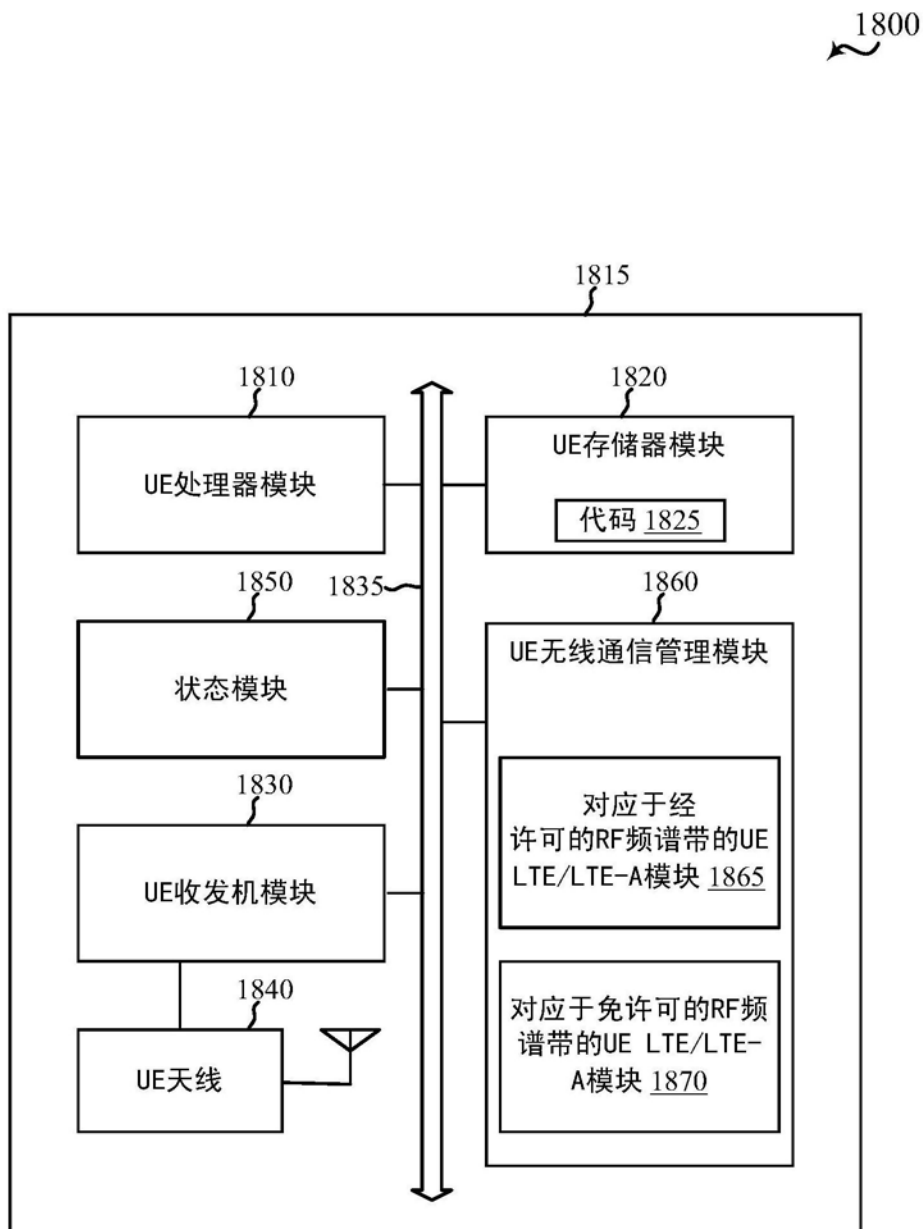 1800
1815
1810
UE处理器模块
1820
UE存储器模块
代码 1825
1835
1850
状态模块
1860
UE无线通信管理模块
对应于经
许可的RF频谱带的UE
LTE/LTE-A模块 1865
1830
UE收发机模块
1840
UE天线
对应于免许可的RF频
谱带的UE LTE/LTE-
A模块 1870